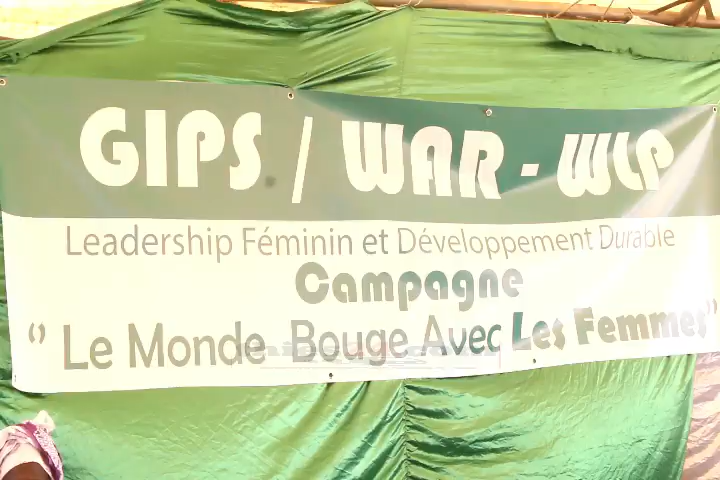 GIPS / WAR - WLP
Leadership Féminin et Développement Durable
Campagne
‘’ Le Monde Bouge Avec Les Femmes’’